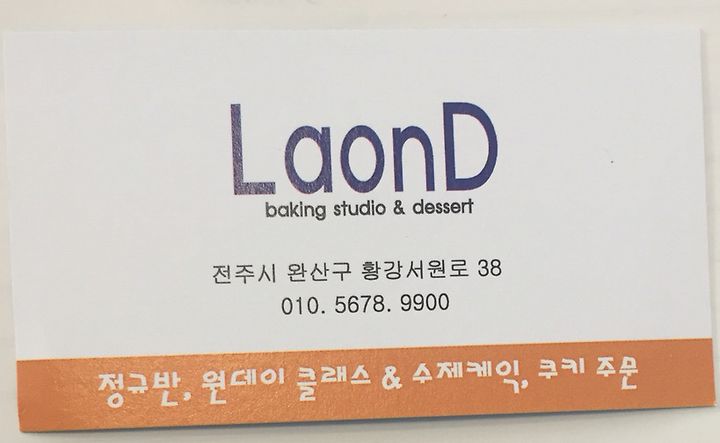 LaonD
baking studio & dessert
전주시 완산구 황강서원로 38
010. 5678. 9900
정규반, 원데이 클래스 & 수제케익, 쿠키 주문